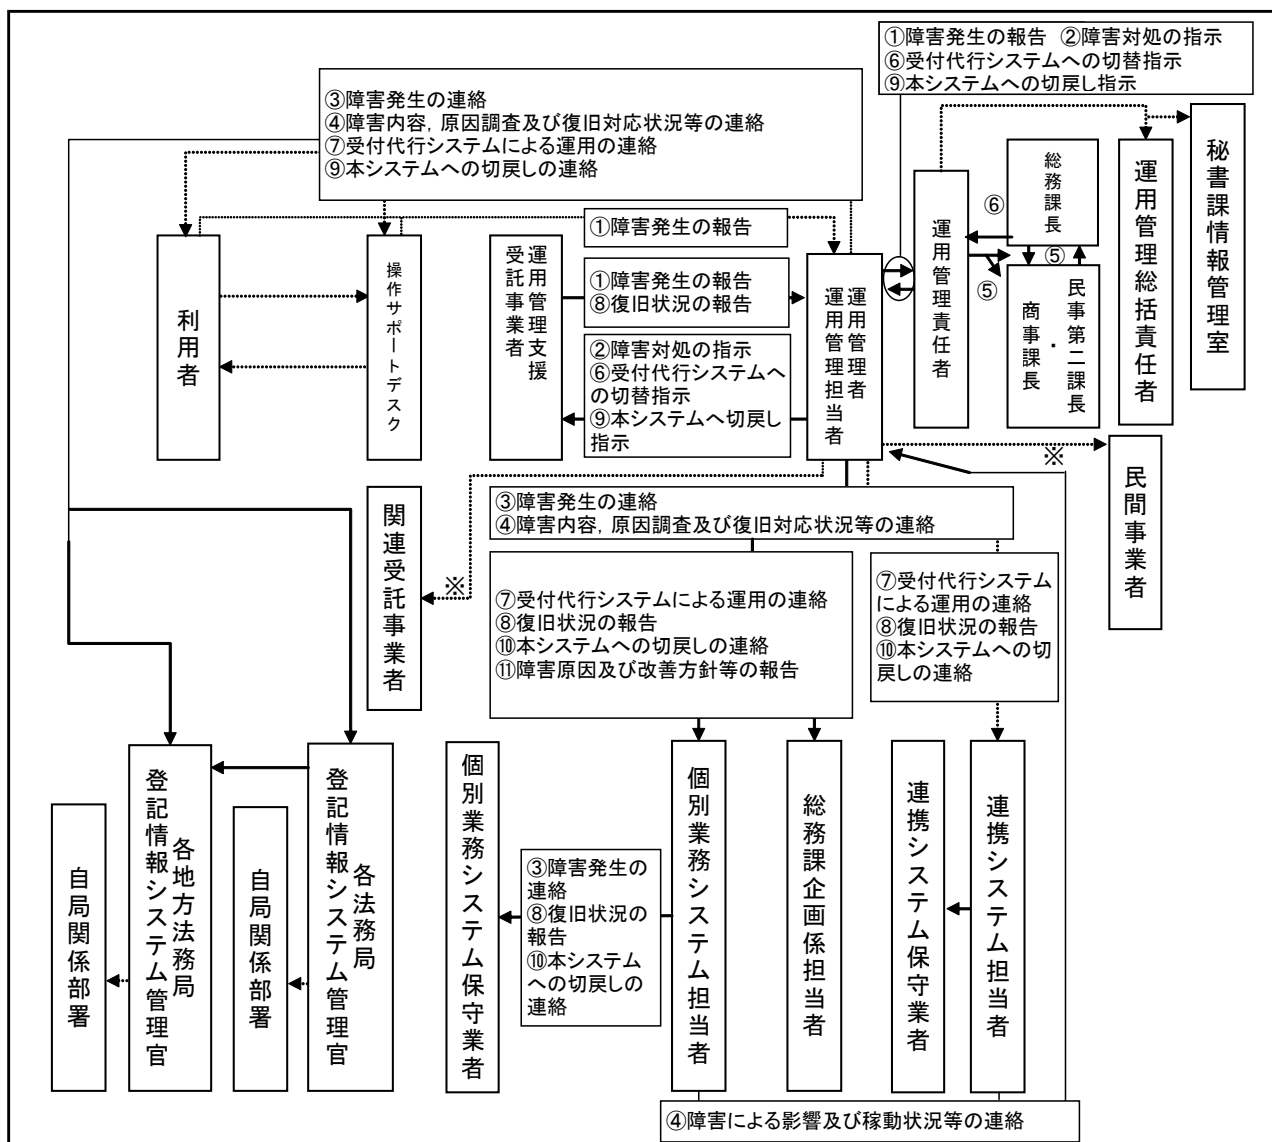 ①障害発生の報告　②障害対処の指示
⑥受付代行システムへの切替指示
⑨本システムへの切戻し指示
③障害発生の連絡
④障害内容，原因調査及び復旧対応状況等の連絡
⑦受付代行システムによる運用の連絡
⑨本システムへの切戻しの連絡
利用者
操作サポートデスク
①障害発生の報告
運用管理支援
受託事業者
①障害発生の報告
⑧復旧状況の報告
②障害対処の指示
⑥受付代行システムへ
の切替指示
⑨本システムへ切戻し
指示
運用管理者
運用管理担当者
運用管理責任者
総務課長
⑥
⑤
⑤
民事第二課長
・
商事課長
運用管理総括責任者
秘書課情報管理室
※
民間事業者
関連受託事業者
※
③障害発生の連絡
④障害内容，原因調査及び復旧対応状況等の連絡
⑦受付代行システムによる運用の連絡
⑧復旧状況の報告
⑩本システムへの切戻しの連絡
⑪障害原因及び改善方針等の報告
⑦受付代行システム
による運用の連絡
⑧復旧状況の報告
⑩本システムへの切
戻しの連絡
自局関係部署
各地方法務局
登記情報システム管理官
自局関係部署
各法務局
登記情報システム管理官
個別業務システム保守業者
③障害発生の
連絡
⑧復旧状況の
報告
⑩本システム
への切戻しの
連絡
個別業務システム担当者
総務課企画係担当者
連携システム保守業者
連携システム担当者
④障害による影響及び稼動状況等の連絡